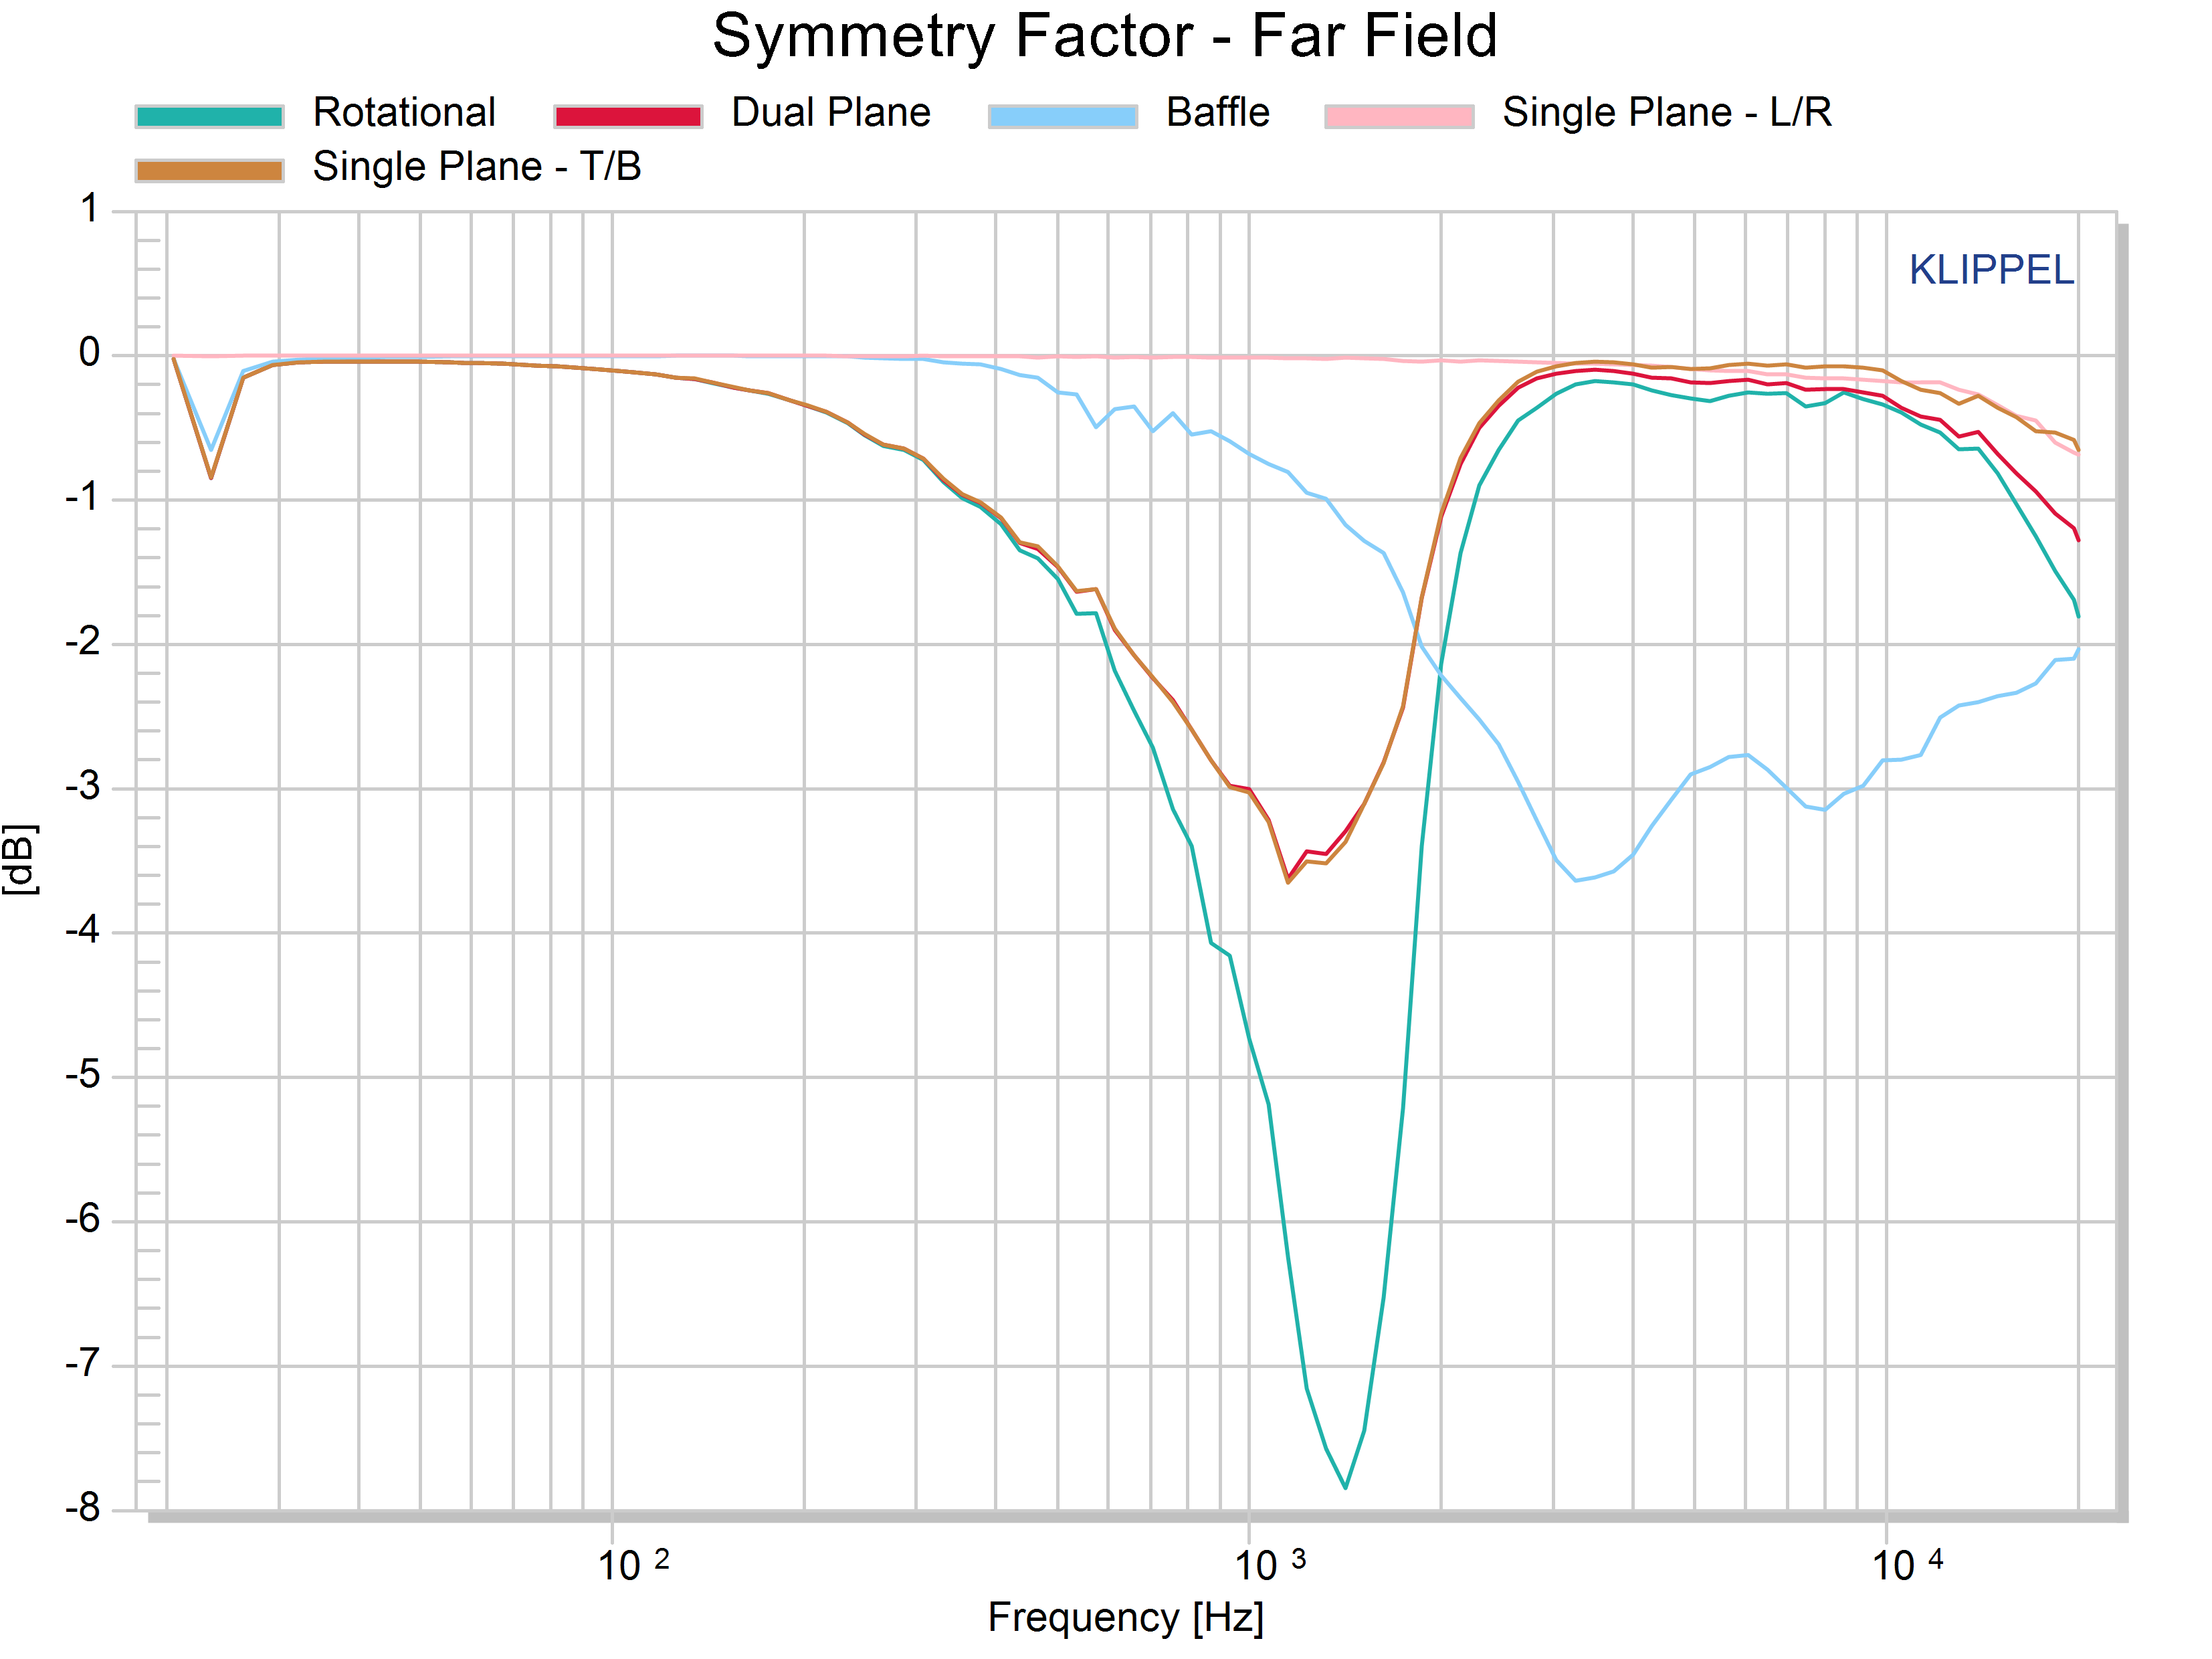 Symmetry Factor - Far Field
Rotational Dual Plane Baffle Single Plane - L/R
Single Plane - T/B
1
KLIPPEL
0
-1
-2
-3
[dB]
-4
-5
-6
-7
-8
10 2 10 3 10 4
Frequency [Hz]